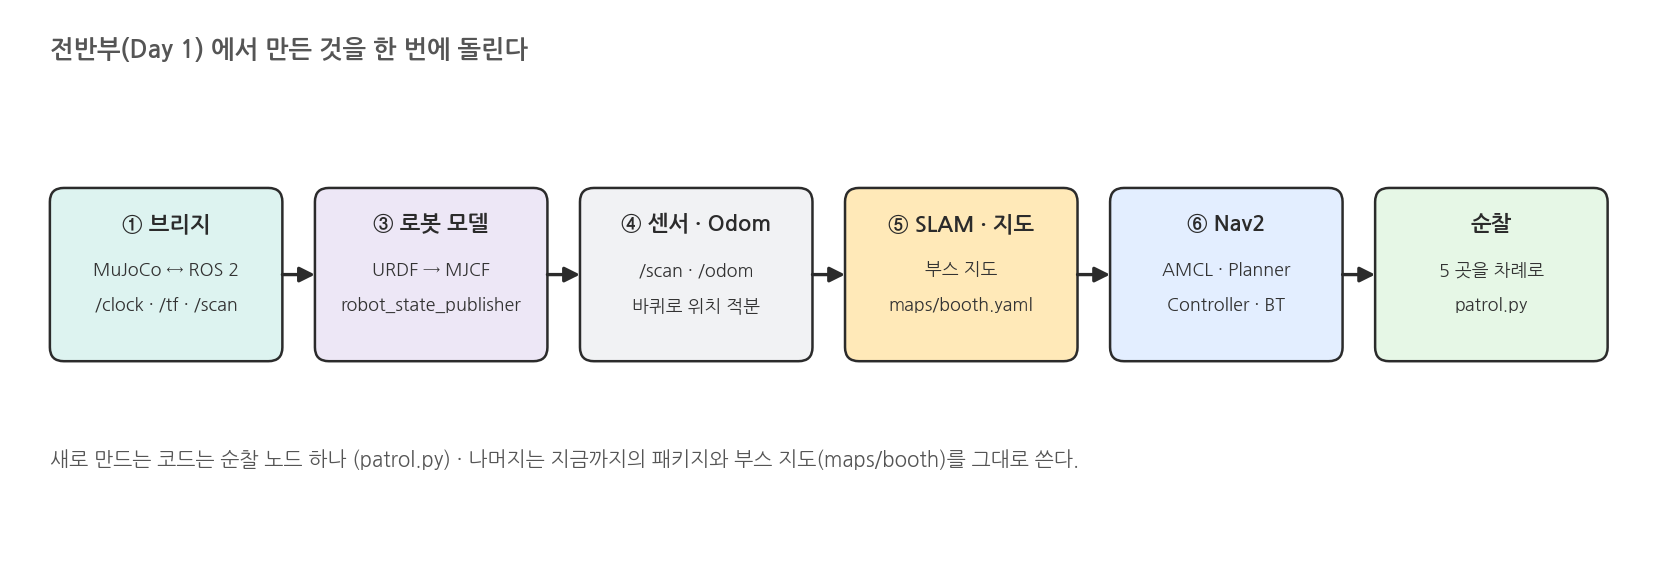 전반부(Day 1) 에서 만든 것을 한 번에 돌린다
① 브리지
MuJoCo ↔ ROS 2
/clock · /tf · /scan
③ 로봇 모델
URDF → MJCF
robot_state_publisher
④ 센서 · Odom
/scan · /odom
바퀴로 위치 적분
⑤ SLAM · 지도
부스 지도
maps/booth.yaml
⑥ Nav2
AMCL · Planner
Controller · BT
순찰
5 곳을 차례로
patrol.py
새로 만드는 코드는 순찰 노드 하나 (patrol.py) · 나머지는 지금까지의 패키지와 부스 지도(maps/booth)를 그대로 쓴다.